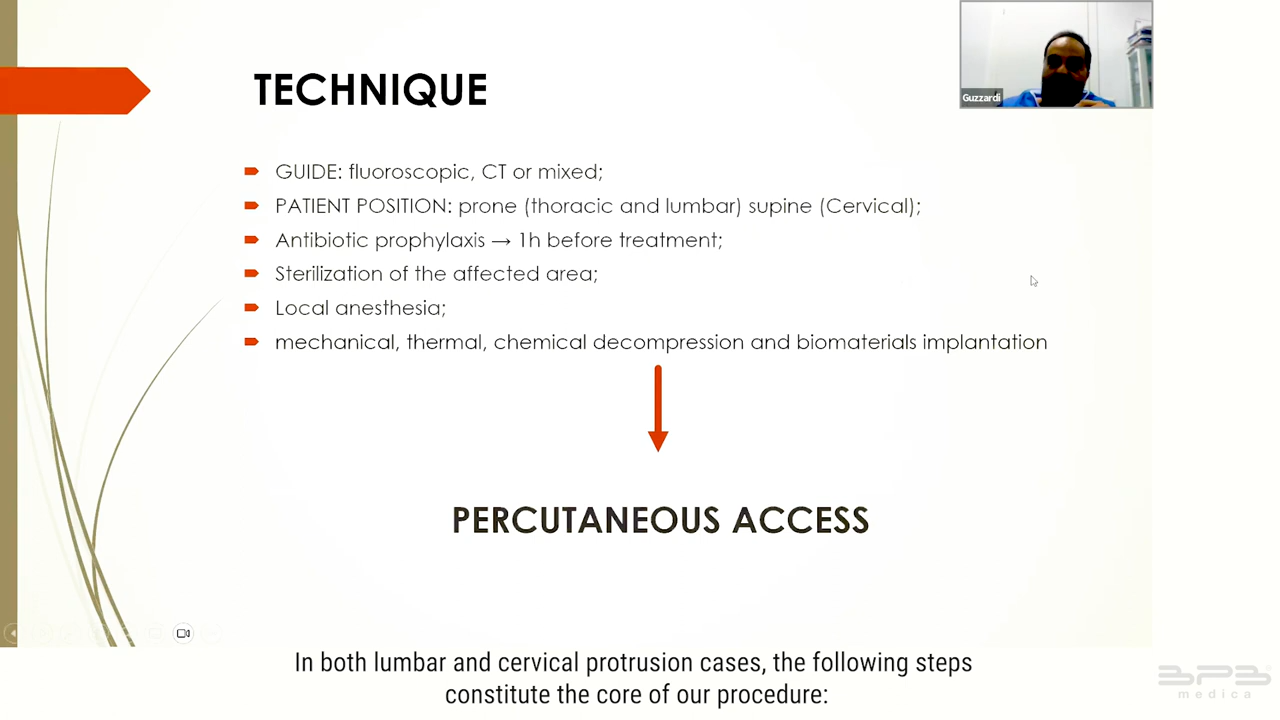 TECHNIQUE
Guzzardi
GUIDE: fluoroscopic, CT or mixed;
PATIENT POSITION: prone (thoracic and lumbar) supine (Cervical);
Antibiotic prophylaxis → 1h before treatment;
Sterilization of the affected area;
Local anesthesia;
mechanical, thermal, chemical decompression and biomaterials implantation
PERCUTANEOUS ACCESS
In both lumbar and cervical protrusion cases, the following steps
constitute the core of our procedure:
BPB
medica